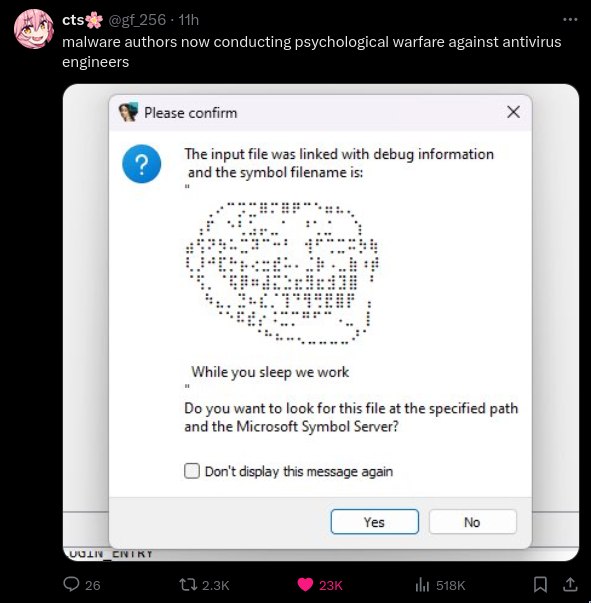 cts🌸 @gf_256 · 11h
malware authors now conducting psychological warfare against antivirus
engineers
Please confirm
The input file was linked with debug information
and the symbol filename is:
"
While you sleep we work
"
Do you want to look for this file at the specified path
and the Microsoft Symbol Server?
Don't display this message again
Yes No
26 2.3K 23K 518K